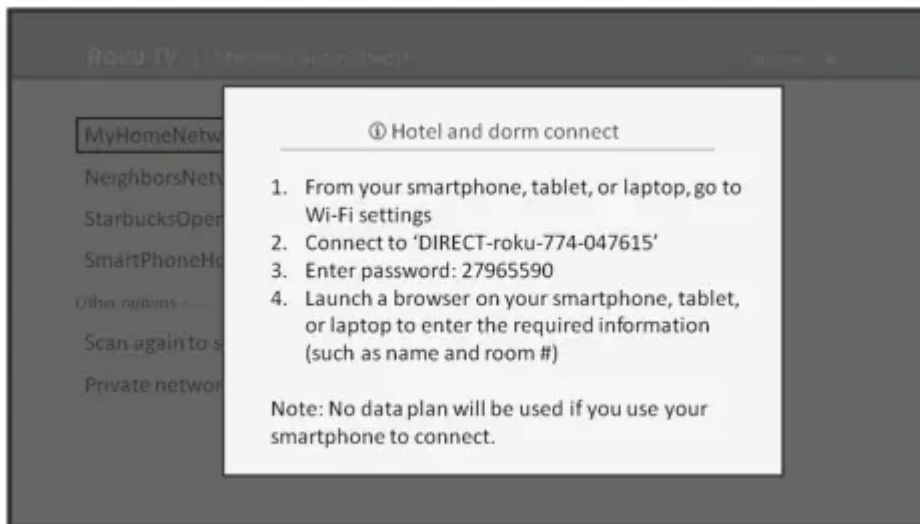 Roku TV
ⓘ Hotel and dorm connect
MyHomeNetw
NeighborsNetw
StarbucksOper
SmartPhoneHo
Other options
Scan again to s
Private networ
1. From your smartphone, tablet, or laptop, go to
Wi-Fi settings
2. Connect to ‘DIRECT-roku-774-047615’
3. Enter password: 27965590
4. Launch a browser on your smartphone, tablet,
or laptop to enter the required information
(such as name and room #)
Note: No data plan will be used if you use your
smartphone to connect.